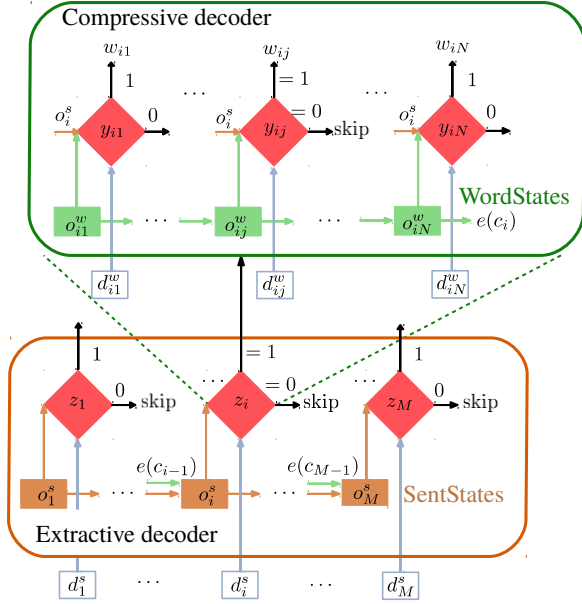 Compressive decoder
w_{i1} w_{ij} w_{iN}
1 = 1 1
··· ···
o_i^s 0 o_i^s = 0 o_i^s 0
y_{i1} y_{ij} skip y_{iN}
WordStates
o_{i1}^w ··· o_{ij}^w ··· o_{iN}^w e(c_i)
d_{i1}^w d_{ij}^w d_{iN}^w
1 = 1 1
0 ··· = 0 ··· 0
z_1 skip z_i skip z_M skip
e(c_{i−1}) e(c_{M−1})
o_1^s ··· o_i^s ··· o_M^s SentStates
Extractive decoder
d_1^s ··· d_i^s ··· d_M^s